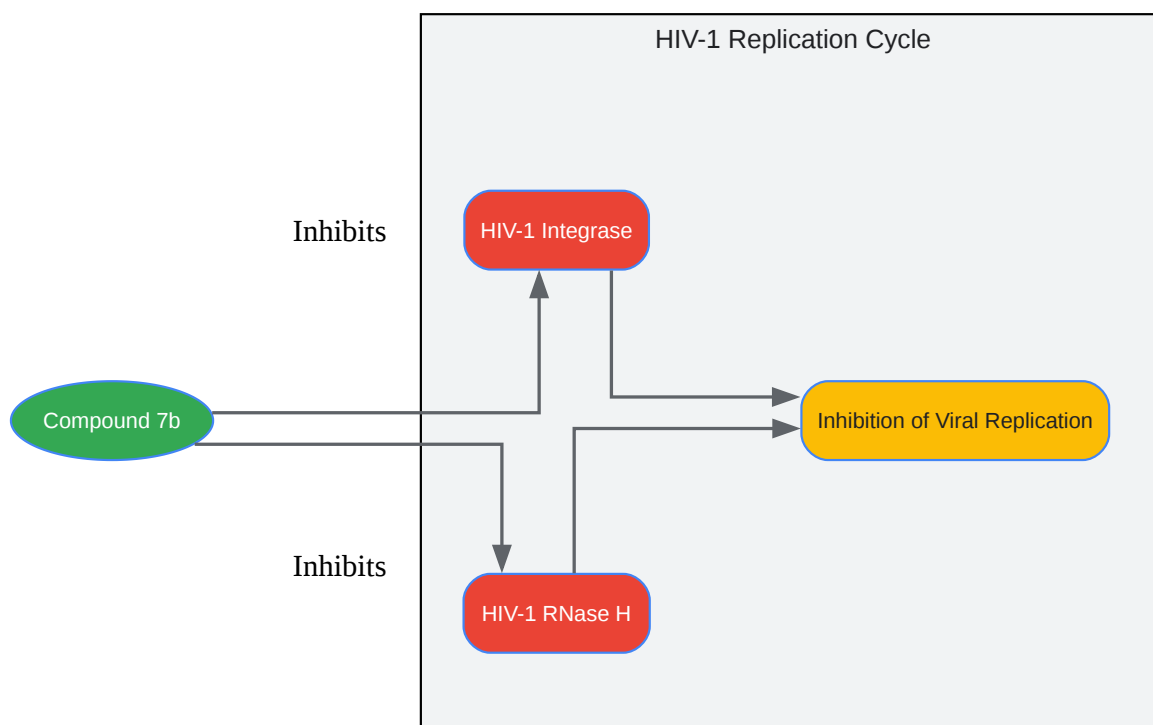 HIV-1 Replication Cycle
Inhibits
HIV-1 Integrase
Compound 7b
Inhibition of Viral Replication
Inhibits
HIV-1 RNase H